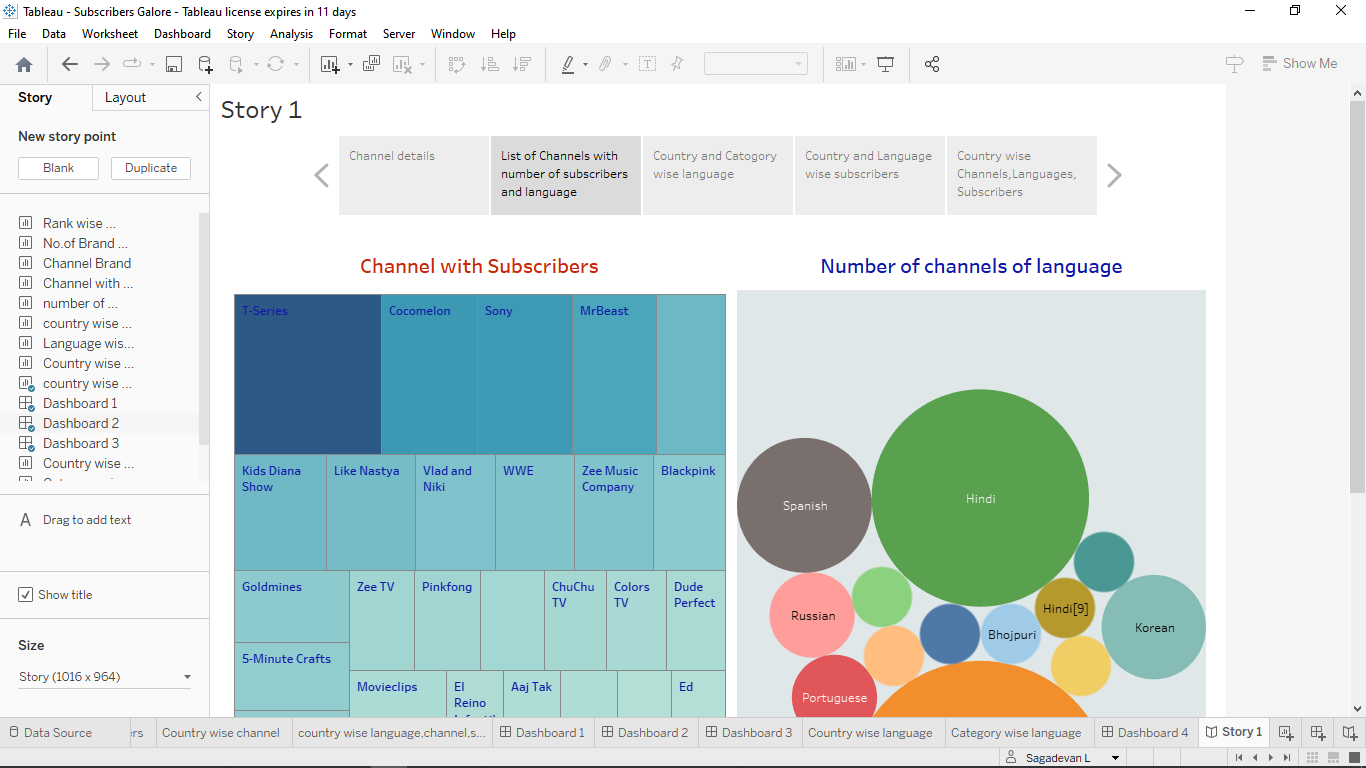 Tableau - Subscribers Galore - Tableau license expires in 11 days
File Data Worksheet Dashboard Story Analysis Format Server Window Help
Show Me
Story Layout
New story point
Blank Duplicate
Rank wise ...
No.of Brand ...
Channel Brand
Channel with ...
number of ...
country wise ...
Language wis...
Country wise ...
country wise ...
Dashboard 1
Dashboard 2
Dashboard 3
Country wise ...
A Drag to add text
Show title
Size
Story (1016 x 964)
Story 1
Channel details
List of Channels with
number of subscribers
and language
Country and Catogory
wise language
Country and Language
wise subscribers
Country wise
Channels,Languages,
Subscribers
Channel with Subscribers
T-Series Cocomelon Sony MrBeast
Kids Diana
Show
Like Nastya
Vlad and
Niki
WWE
Zee Music
Company
Blackpink
Goldmines
Zee TV
Pinkfong
ChuChu
TV
Colors
TV
Dude
Perfect
5-Minute Crafts
Movieclips
El
Reino
Aaj Tak
Ed
Number of channels of language
Hindi
Spanish
Russian
Hindi[9]
Bhojpuri
Korean
Portuguese
Data Source ers Country wise channel country wise language,channel,s... Dashboard 1 Dashboard 2 Dashboard 3 Country wise language Category wise language Dashboard 4 Story 1
Sagadevan L